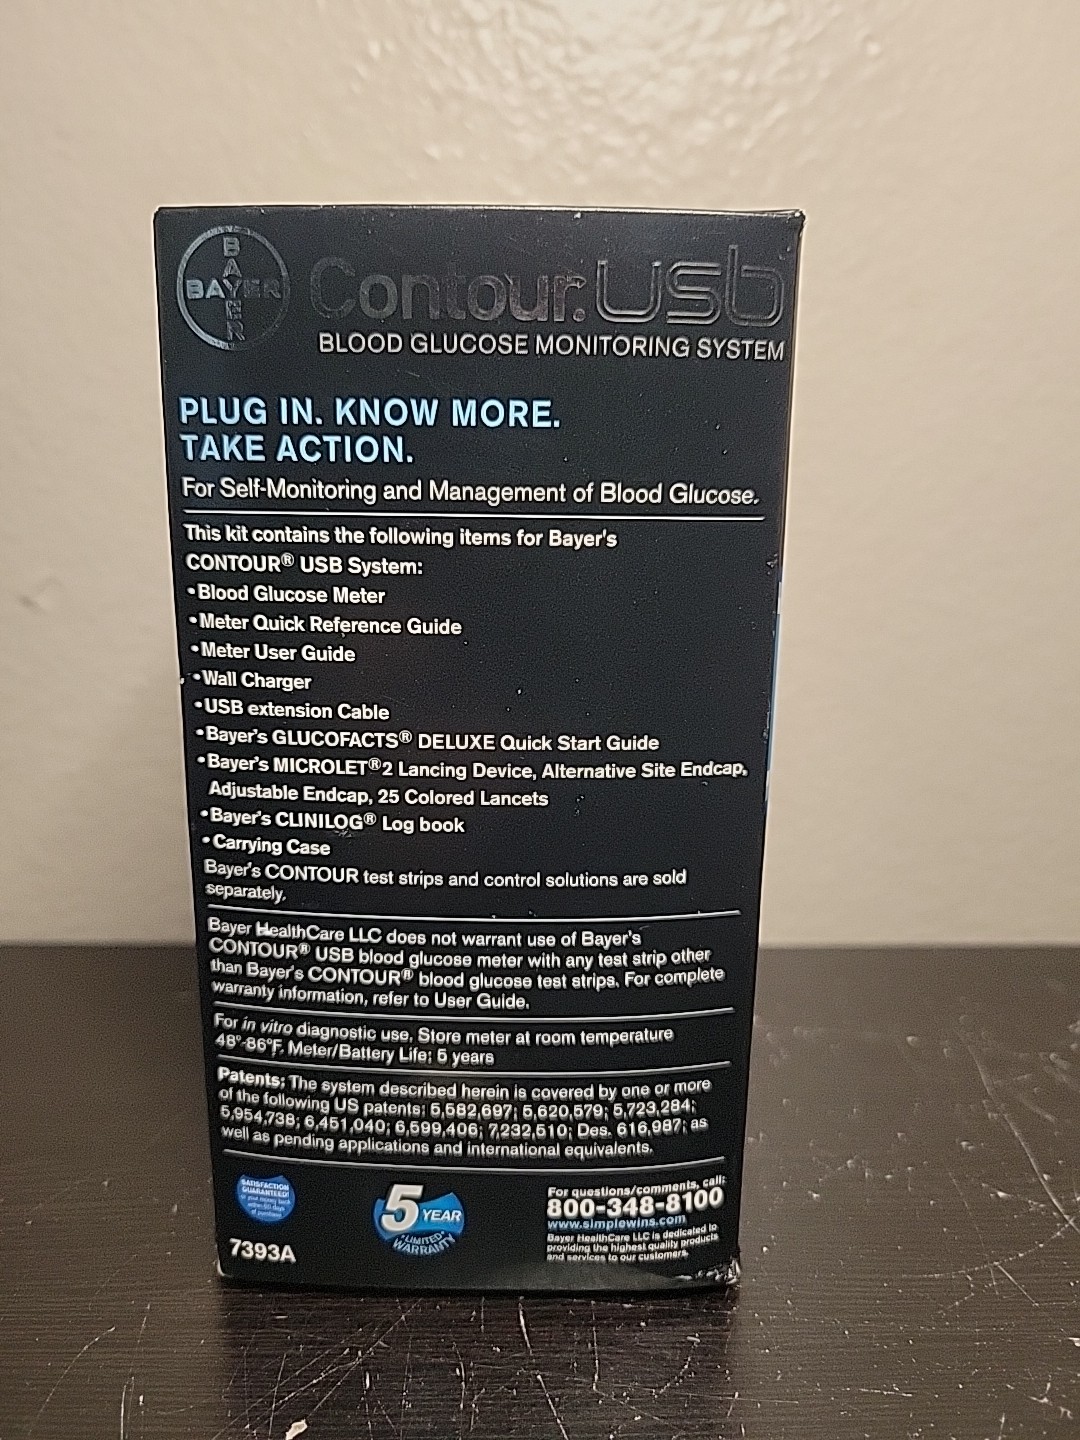 BAYER
BAYER
Contour. USb
BLOOD GLUCOSE MONITORING SYSTEM
PLUG IN. KNOW MORE.
TAKE ACTION.
For Self-Monitoring and Management of Blood Glucose.
This kit contains the following items for Bayer's
CONTOUR® USB System:
•Blood Glucose Meter
•Meter Quick Reference Guide
•Meter User Guide
•Wall Charger
•USB extension Cable
•Bayer's GLUCOFACTS® DELUXE Quick Start Guide
•Bayer's MICROLET®2 Lancing Device, Alternative Site Endcap,
Adjustable Endcap, 25 Colored Lancets
•Bayer's CLINILOG® Log book
•Carrying Case
Bayer's CONTOUR test strips and control solutions are sold
separately.
Bayer HealthCare LLC does not warrant use of Bayer's
CONTOUR® USB blood glucose meter with any test strip other
than Bayer's CONTOUR® blood glucose test strips. For complete
warranty information, refer to User Guide.
For in vitro diagnostic use. Store meter at room temperature
48°-86°F. Meter/Battery Life: 5 years
Patents: The system described herein is covered by one or more
of the following US patents: 5,582,697; 5,620,579; 5,723,284;
5,954,738; 6,451,040; 6,599,406; 7,232,510; Des. 616,987; as
well as pending applications and international equivalents.
SATISFACTION
GUARANTEED!
or your money back
within 60 days
of purchase
7393A
5 YEAR
•LIMITED•
WARRANTY
For questions/comments, call:
800-348-8100
www.simplewins.com
Bayer HealthCare LLC is dedicated to
providing the highest quality products
and services to our customers.